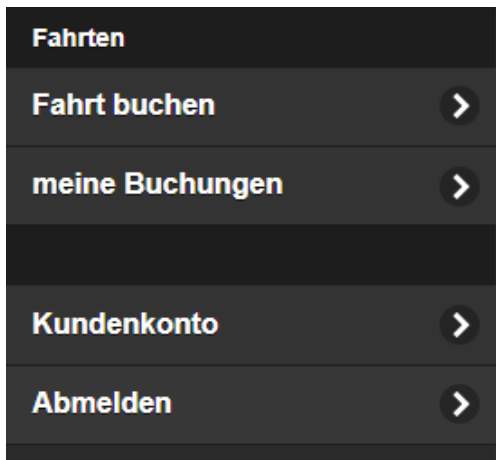 Fahrten
Fahrt buchen
meine Buchungen
Kundenkonto
Abmelden